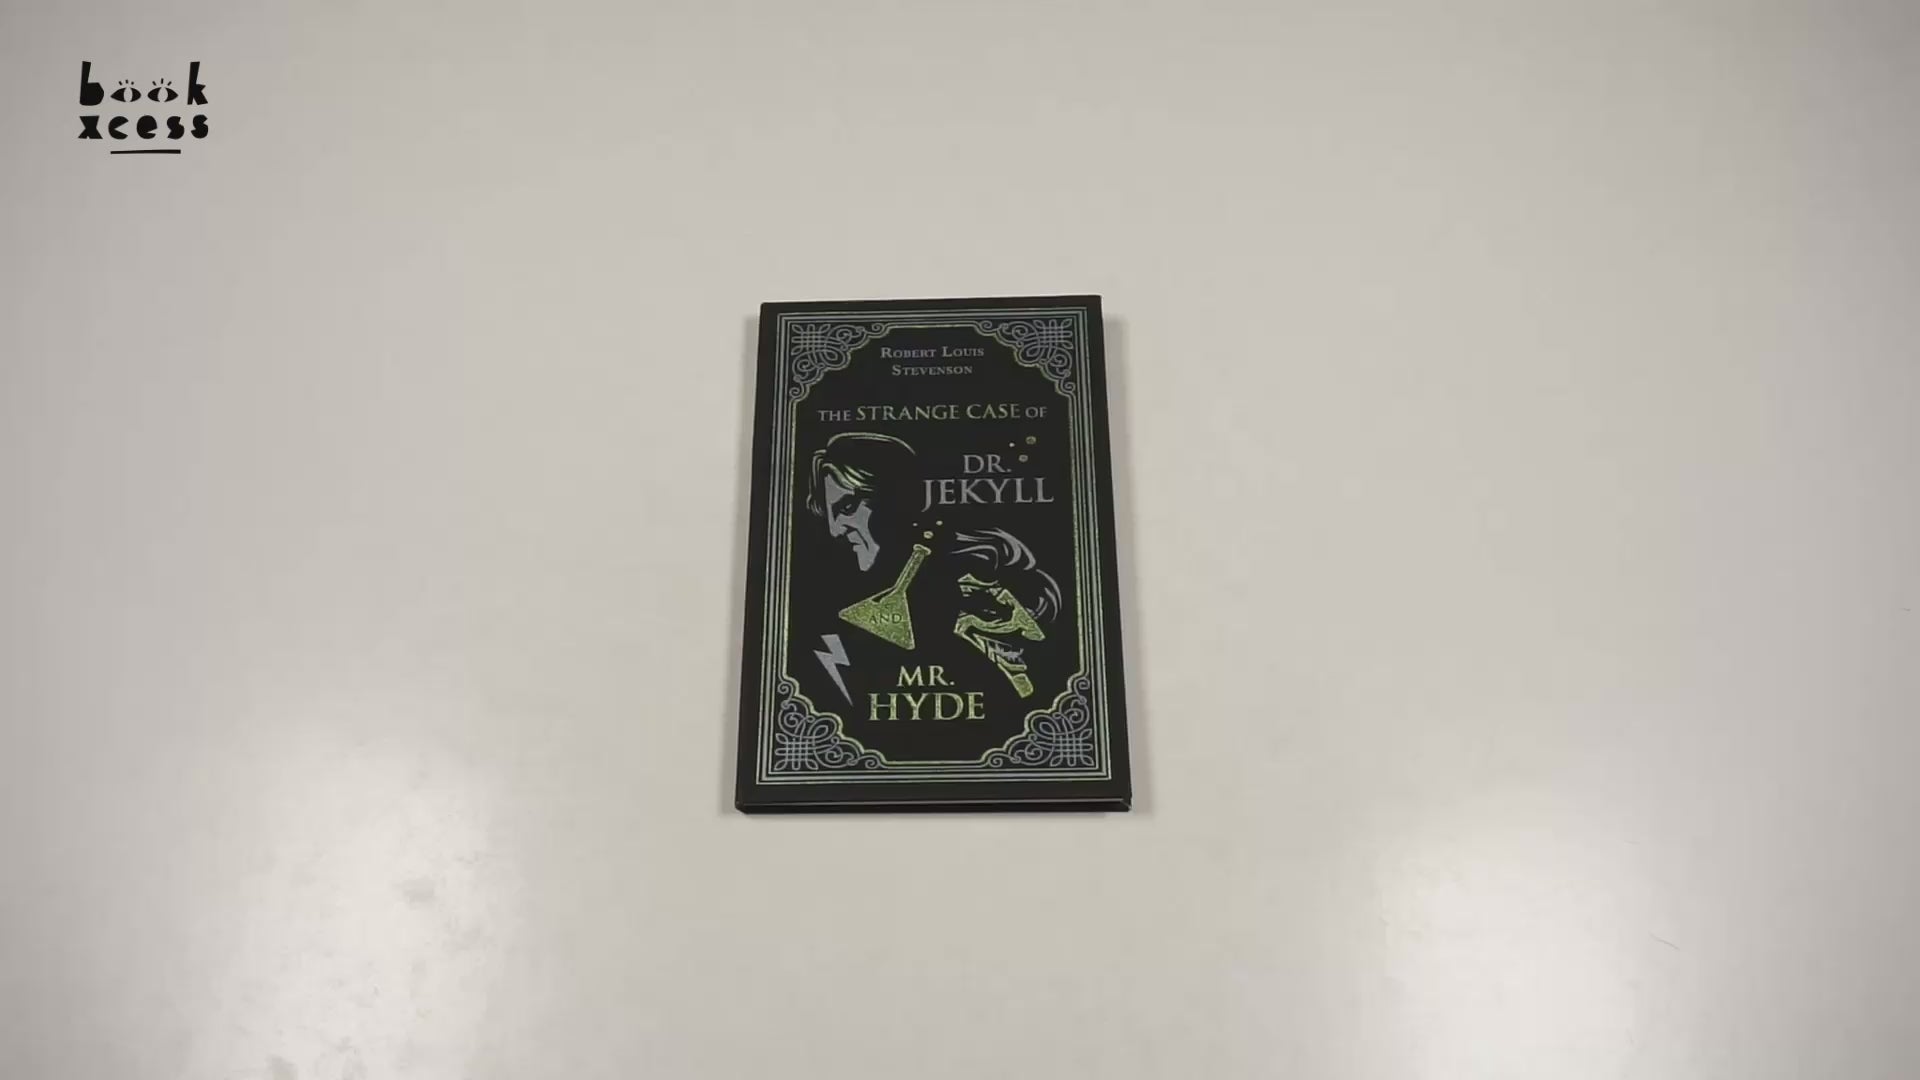 book
xcess
ROBERT LOUIS
STEVENSON
THE STRANGE CASE OF
DR.
JEKYLL
AND
MR.
HYDE